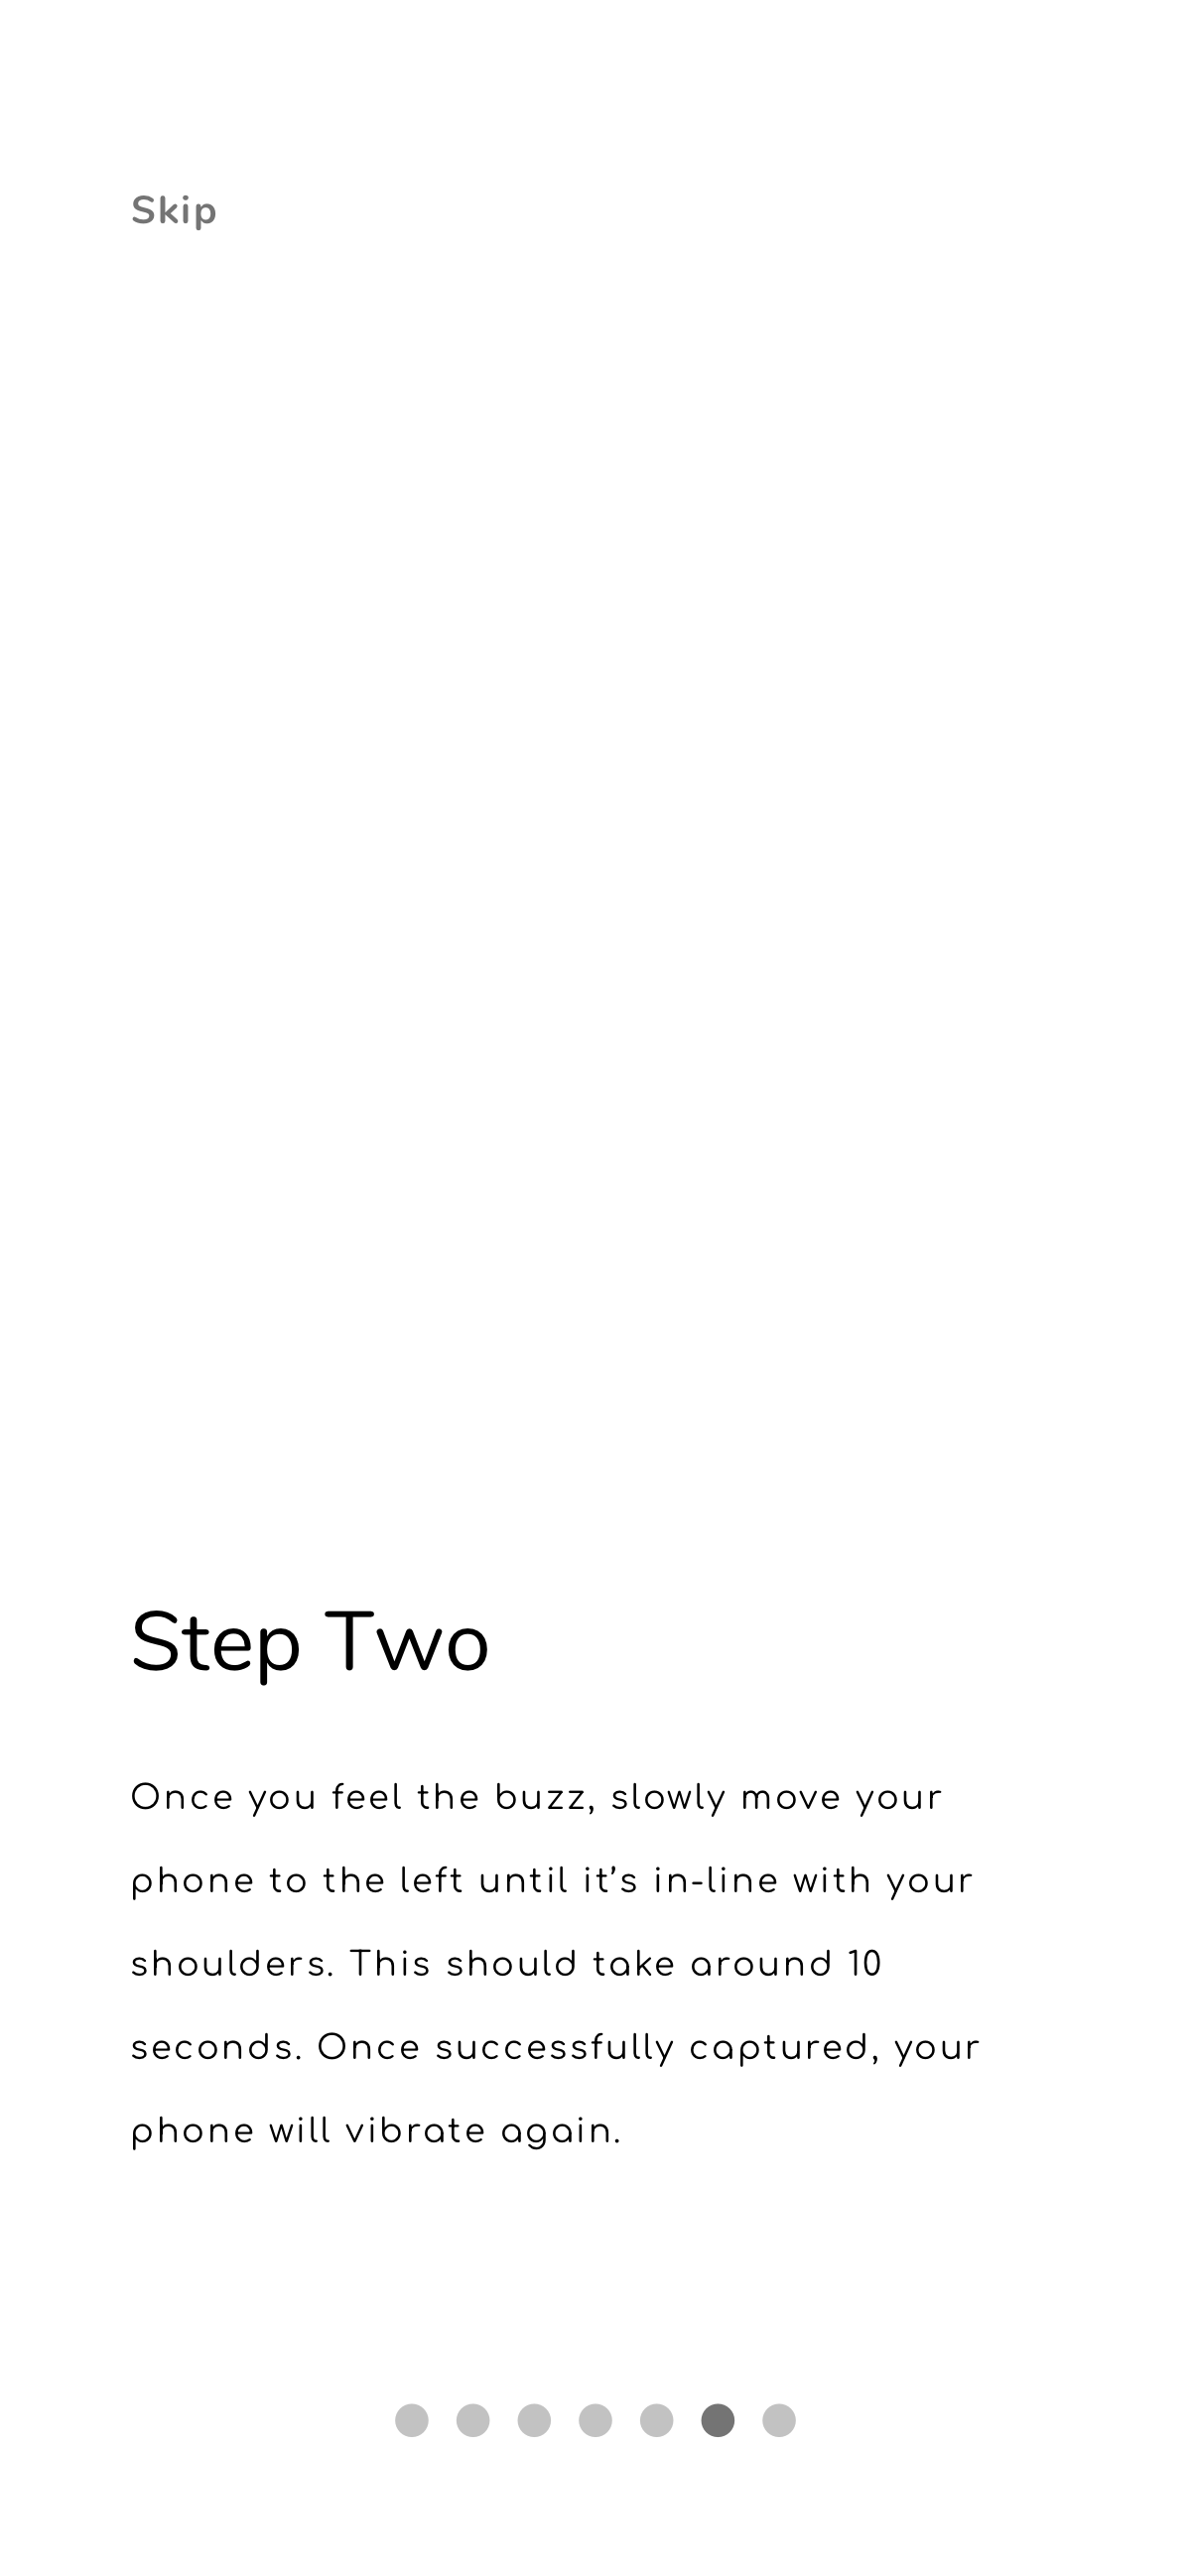 Skip
Step Two
Once you feel the buzz, slowly move your
phone to the left until it’s in-line with your
shoulders. This should take around 10
seconds. Once successfully captured, your
phone will vibrate again.